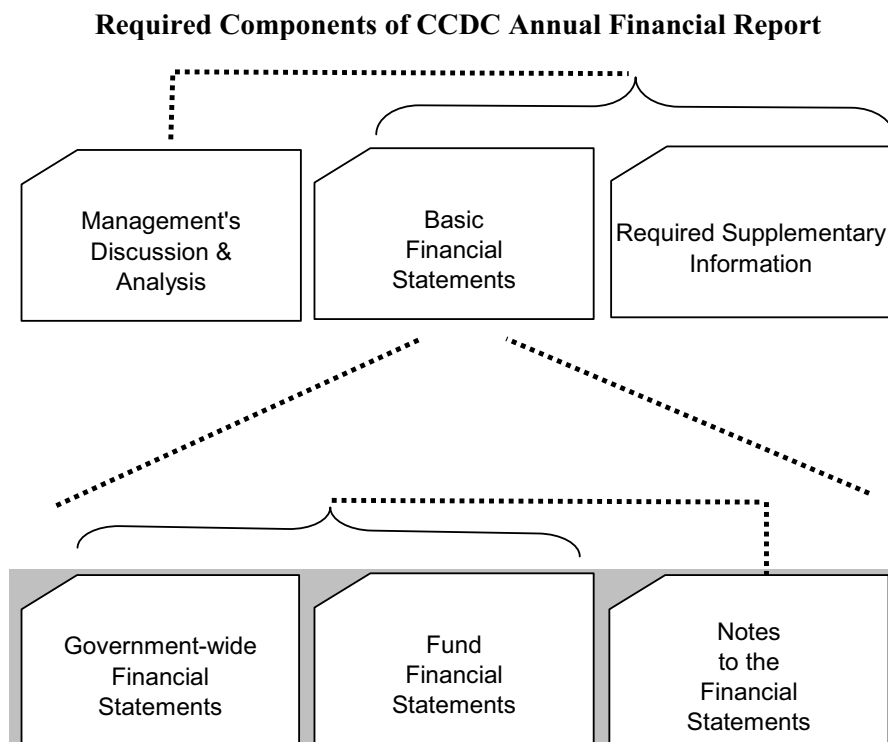 Required Components of CCDC Annual Financial Report
Management's
Discussion &
Analysis
Basic
Financial
Statements
Required Supplementary
Information
Government-wide
Financial
Statements
Fund
Financial
Statements
Notes
to the
Financial
Statements